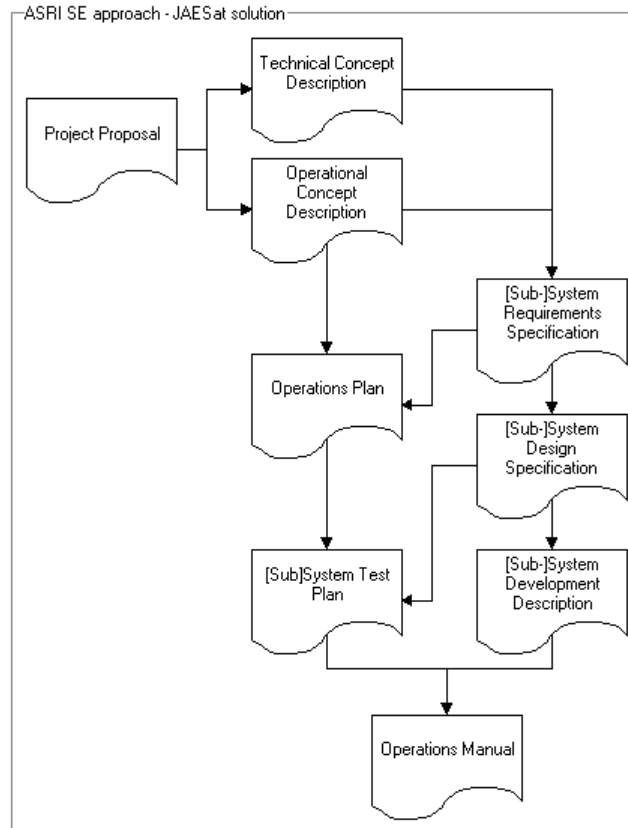 ASRI SE approach - JAESat solution
Technical Concept
Description
Project Proposal
Operational
Concept
Description
[Sub-]System
Requirements
Specification
Operations Plan
[Sub-]System
Design
Specification
[Sub]System Test
Plan
[Sub-]System
Development
Description
Operations Manual